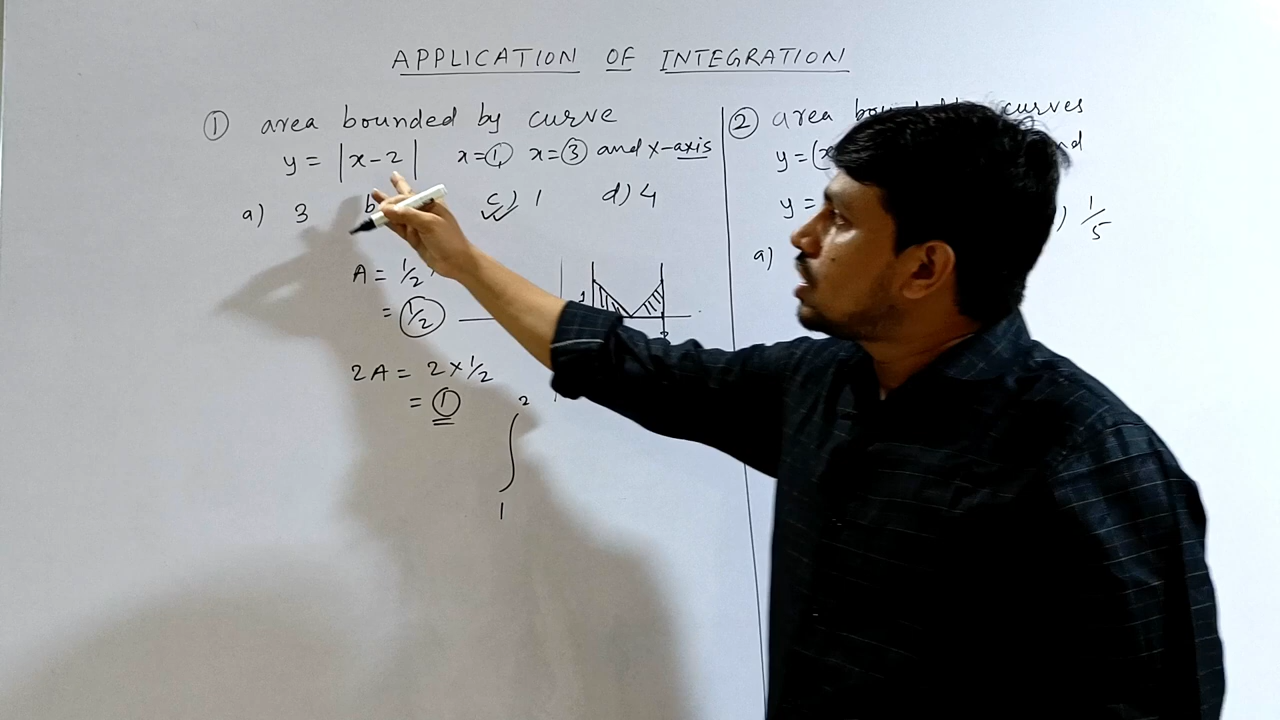 APPLICATION OF INTEGRATION
① area bounded by curve
y = |x-2| x=① x=③ and x-axis
a) 3 b c) 1 d) 4
A = 1/2
= 1/2
2A = 2 × 1/2
= ①
∫
2
1
1
② area curves
y = (x nd
y = ) 1/5
a)